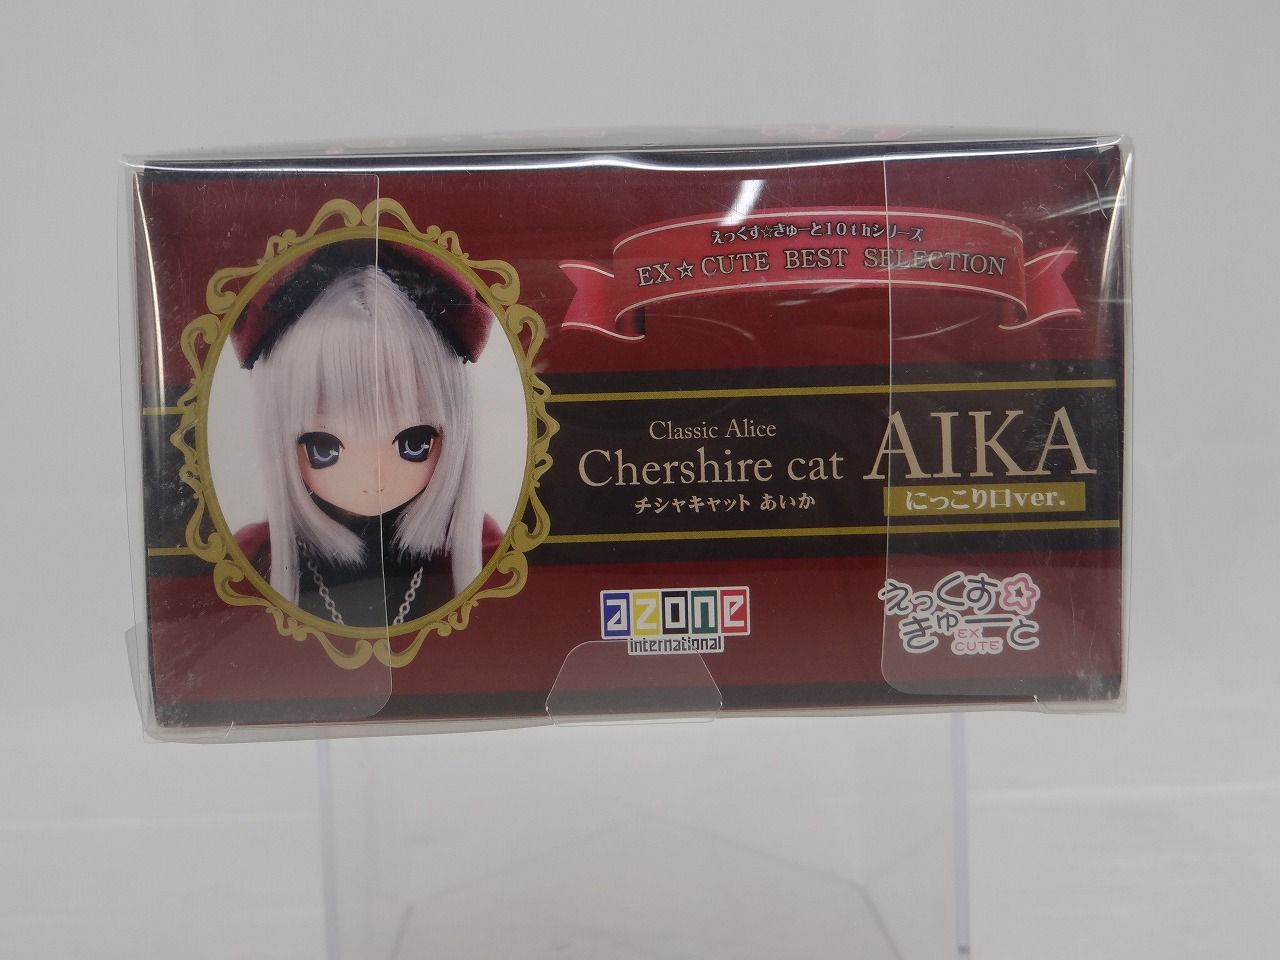 えっくす☆きゅーと10thシリーズ
EX☆CUTE BEST SELECTION
Classic Alice
Chershire cat AIKA
チシャキャット あいか
にっこり口ver.
azone
international
えっくす☆
きゅーと
EX
CUTE